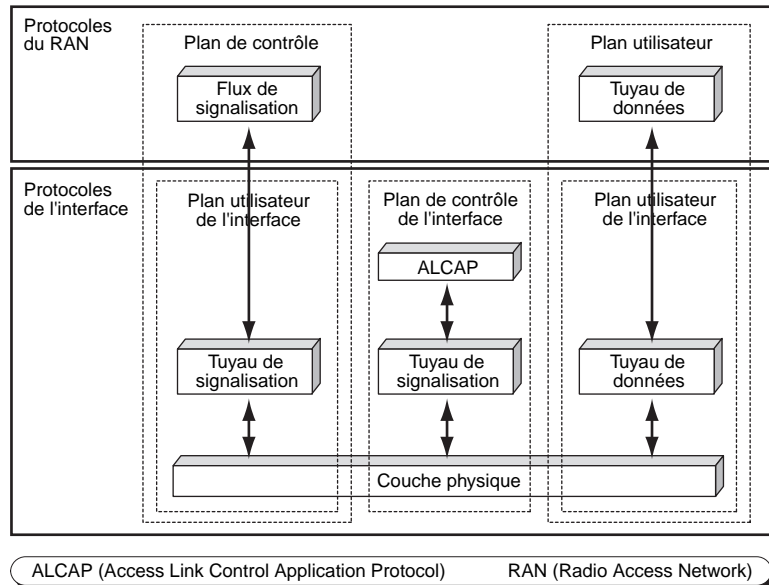 Protocoles
du RAN
Plan de contrôle
Plan utilisateur
Flux de
signalisation
Tuyau de
données
Protocoles
de l'interface
Plan utilisateur
de l'interface
Plan de contrôle
de l'interface
Plan utilisateur
de l'interface
ALCAP
Tuyau de
signalisation
Tuyau de
signalisation
Tuyau de
données
Couche physique
ALCAP (Access Link Control Application Protocol) RAN (Radio Access Network)